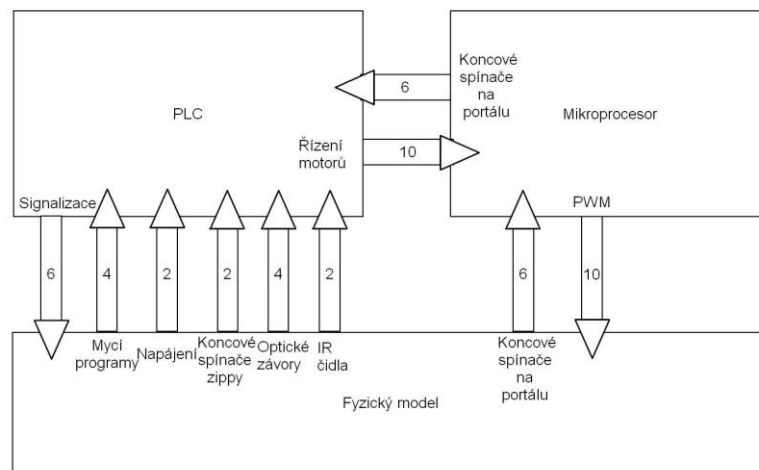 Koncové
spínače
na
portálu
6
PLC
Mikroprocesor
Řízení
motorů
10
Signalizace
PWM
6
4
2
2
4
2
6
10
Mycí
programy
Napájení
Koncové
spínače
zippy
Optické
závory
IR
čidla
Koncové
spínače
na
portálu
Fyzický model